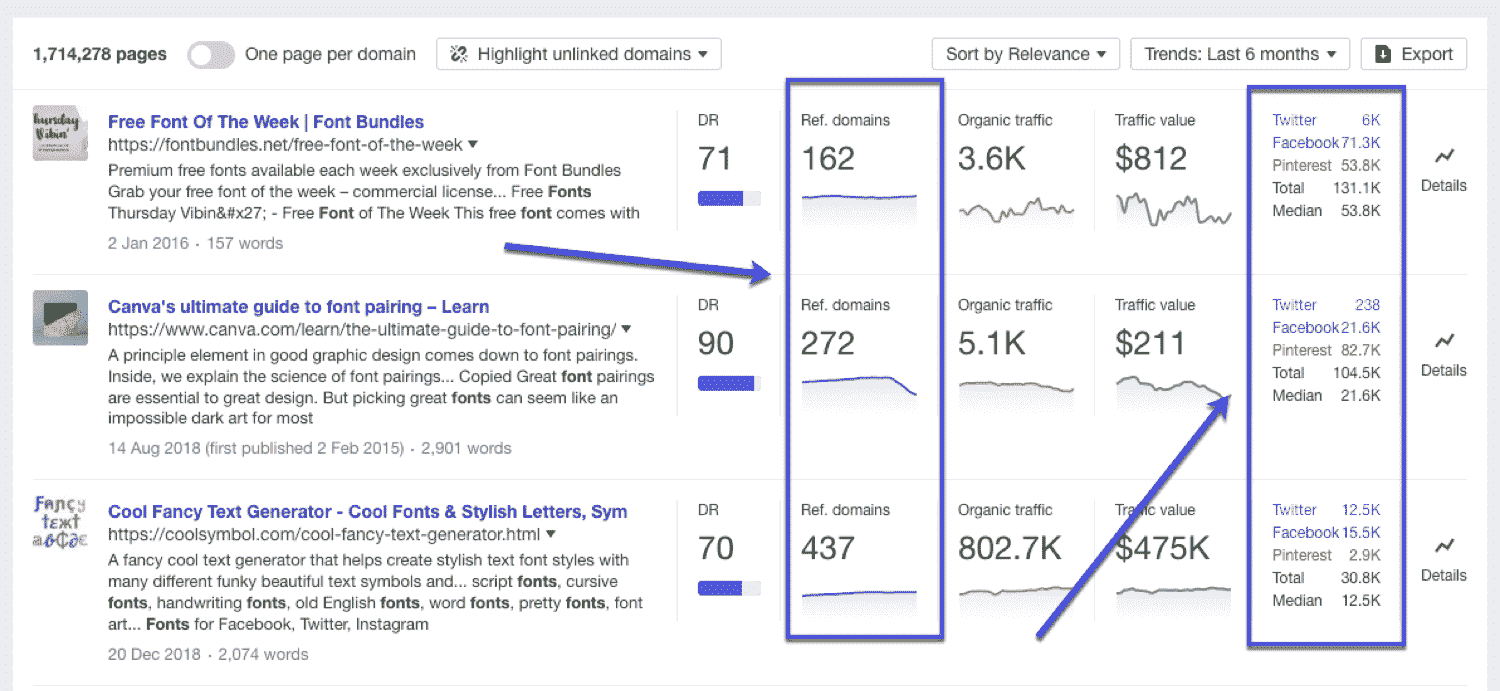 1,714,278 pages One page per domain Highlight unlinked domains Sort by Relevance Trends: Last 6 months Export
Thursday
Vibin'
Free Font Of The Week | Font Bundles
https://fontbundles.net/free-font-of-the-week
Premium free fonts available each week exclusively from Font Bundles
Grab your free font of the week – commercial license... Free Fonts
Thursday Vibin&#x27; - Free Font of The Week This free font comes with
2 Jan 2016 · 157 words
DR
71
Ref. domains
162
Organic traffic
3.6K
Traffic value
$812
Twitter 6K
Facebook 71.3K
Pinterest 53.8K
Total 131.1K
Median 53.8K
Details
Canva's ultimate guide to font pairing – Learn
https://www.canva.com/learn/the-ultimate-guide-to-font-pairing/
A principle element in good graphic design comes down to font pairings.
Inside, we explain the science of font pairings... Copied Great font pairings
are essential to great design. But picking great fonts can seem like an
impossible dark art for most
14 Aug 2018 (first published 2 Feb 2015) · 2,901 words
DR
90
Ref. domains
272
Organic traffic
5.1K
Traffic value
$211
Twitter 238
Facebook 21.6K
Pinterest 82.7K
Total 104.5K
Median 21.6K
Details
Fancy
text
Cool Fancy Text Generator - Cool Fonts & Stylish Letters, Sym
https://coolsymbol.com/cool-fancy-text-generator.html
A fancy cool text generator that helps create stylish text font styles with
many different funky beautiful text symbols and... script fonts, cursive
fonts, handwriting fonts, old English fonts, word fonts, pretty fonts, font
art... Fonts for Facebook, Twitter, Instagram
20 Dec 2018 · 2,074 words
DR
70
Ref. domains
437
Organic traffic
802.7K
Traffic value
$475K
Twitter 12.5K
Facebook 15.5K
Pinterest 2.9K
Total 30.8K
Median 12.5K
Details